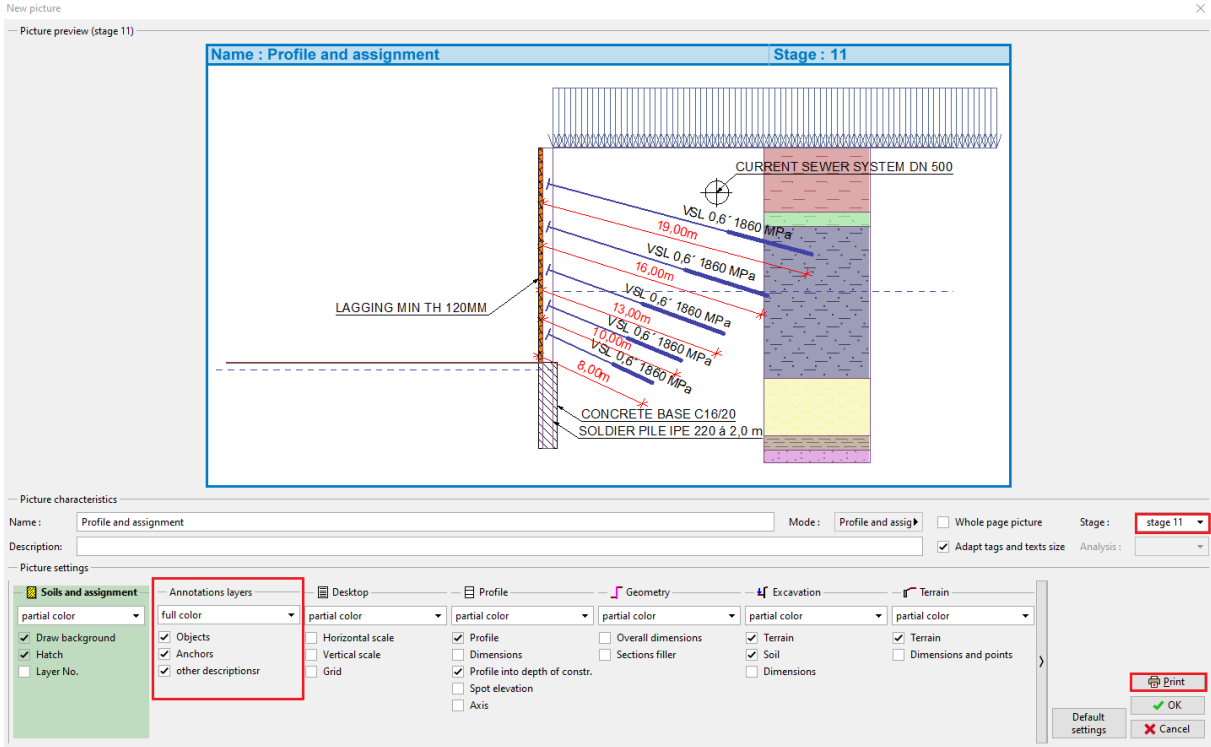 New picture
Picture preview (stage 11)
Name : Profile and assignment Stage : 11
CURRENT SEWER SYSTEM DN 500
VSL 0,6´ 1860 MPa
19,00m
VSL 0,6´ 1860 MPa
16,00m
VSL 0,6´ 1860 MPa
LAGGING MIN TH 120MM
13,00m
VSL 0,6´ 1860 MPa
10,00m
VSL 0,6´ 1860 MPa
8,00m
CONCRETE BASE C16/20
SOLDIER PILE IPE 220 á 2,0 m
Picture characteristics
Name : Profile and assignment Mode : Profile and assig Whole page picture Stage : stage 11
Description: Adapt tags and texts size Analysis :
Picture settings
Soils and assignment Annotations layers Desktop Profile Geometry Excavation Terrain
partial color full color partial color partial color partial color partial color partial color
Draw background Objects Horizontal scale Profile Overall dimensions Terrain Terrain
Hatch Anchors Vertical scale Dimensions Sections filler Soil Dimensions and points
Layer No. other descriptionsr Grid Profile into depth of constr. Dimensions
Spot elevation
Print
Axis
OK
Default settings
Cancel